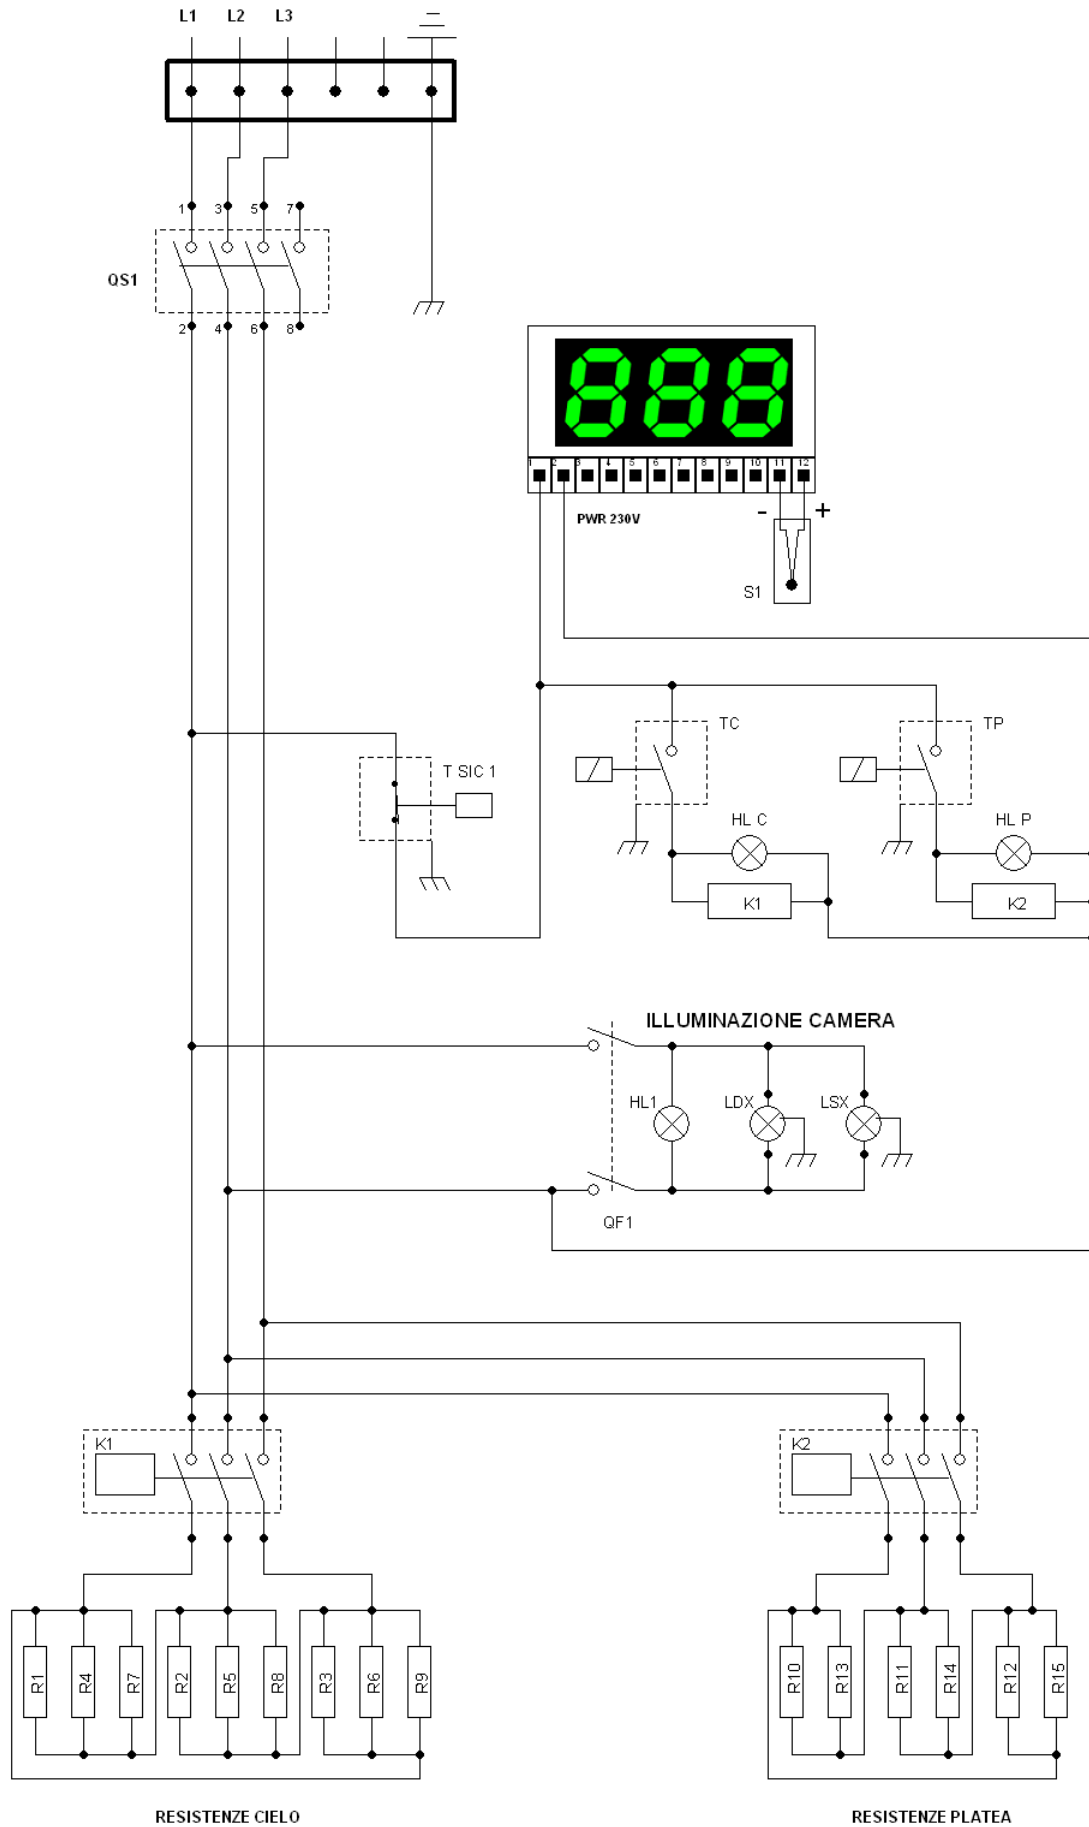 L1 L2 L3
1 3 5 7
QS1
2 4 6 8
888
1 2 3 4 5 6 7 8 9 10 11 12
PWR 230V
- +
S1
TC
TP
T SIC 1
HL C
HL P
K1
K2
ILLUMINAZIONE CAMERA
HL1
LDX
LSX
QF1
K1
K2
R1 R4 R7 R2 R5 R8 R3 R6 R9
R10 R13 R11 R14 R12 R15
RESISTENZE CIELO
RESISTENZE PLATEA